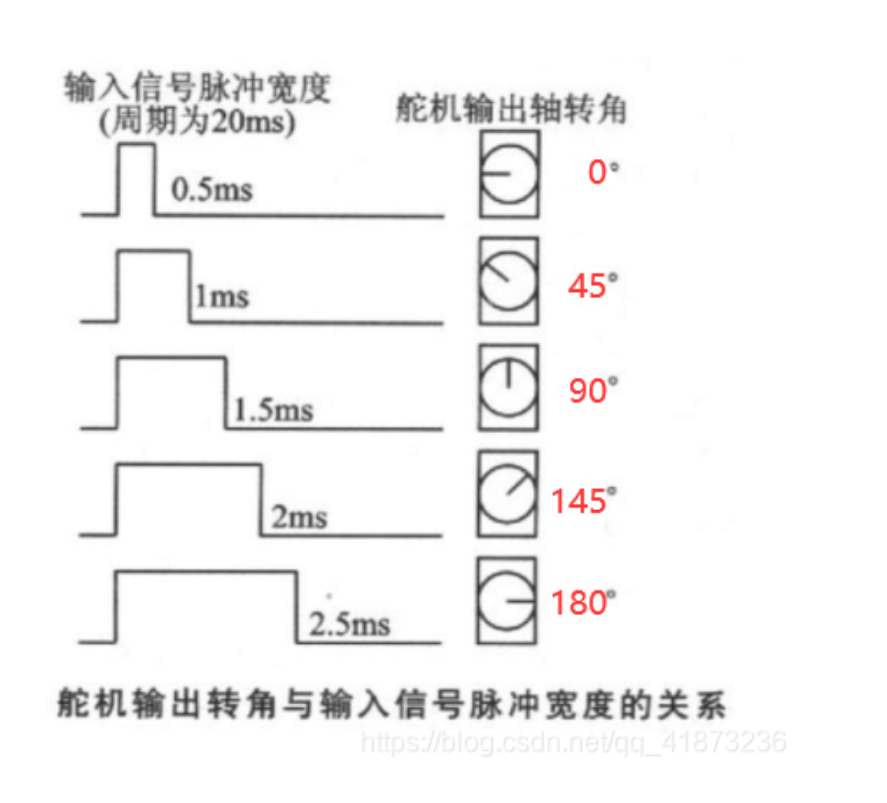 输入信号脉冲宽度
(周期为20ms)
舵机输出轴转角
0.5ms
0°
1ms
45°
1.5ms
90°
2ms
145°
2.5ms
180°
舵机输出转角与输入信号脉冲宽度的关系
https://blog.csdn.net/qq_41873236